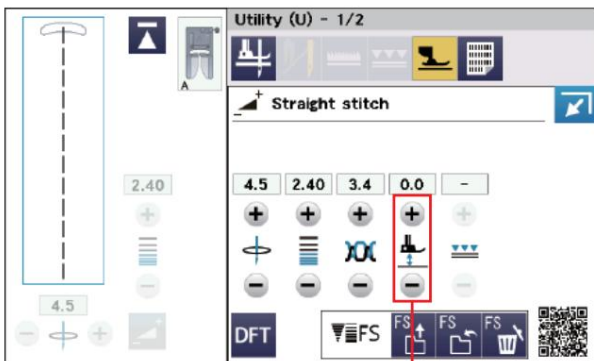 Utility (U) - 1/2
A
Straight stitch
2.40
4.5 2.40 3.4 0.0 -
4.5
DFT
FS FS FS FS